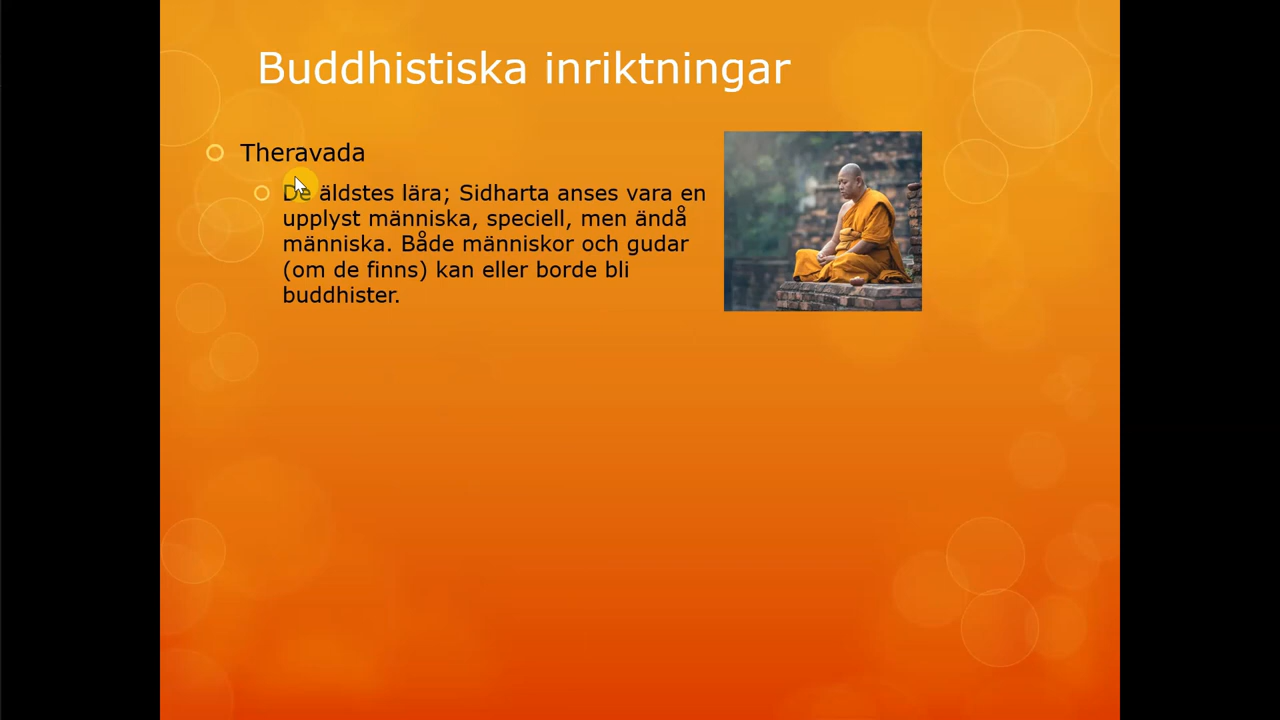 Buddhistiska inriktningar
Theravada
De äldstes lära; Sidharta anses vara en
upplyst människa, speciell, men ändå
människa. Både människor och gudar
(om de finns) kan eller borde bli
buddhister.